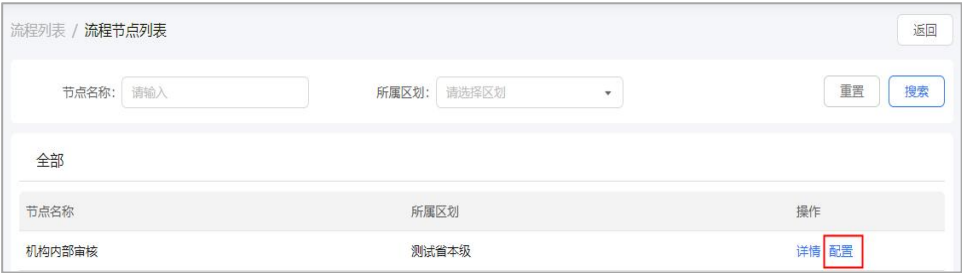 流程列表 / 流程节点列表 返回
节点名称: 请输入 所属区划: 请选择区划 重置 搜索
全部
节点名称 所属区划 操作
机构内部审核 测试省本级 详情 配置